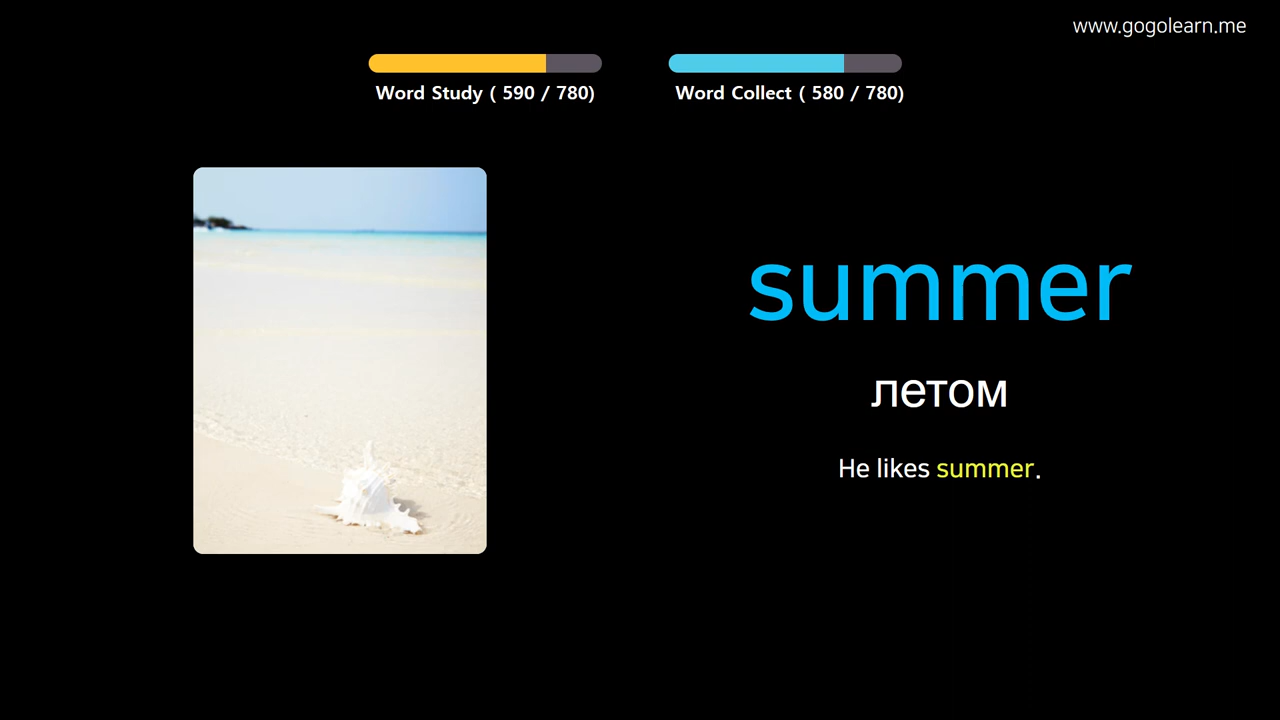 www.gogolearn.me
Word Study ( 590 / 780)
Word Collect ( 580 / 780)
summer
летом
He likes summer.